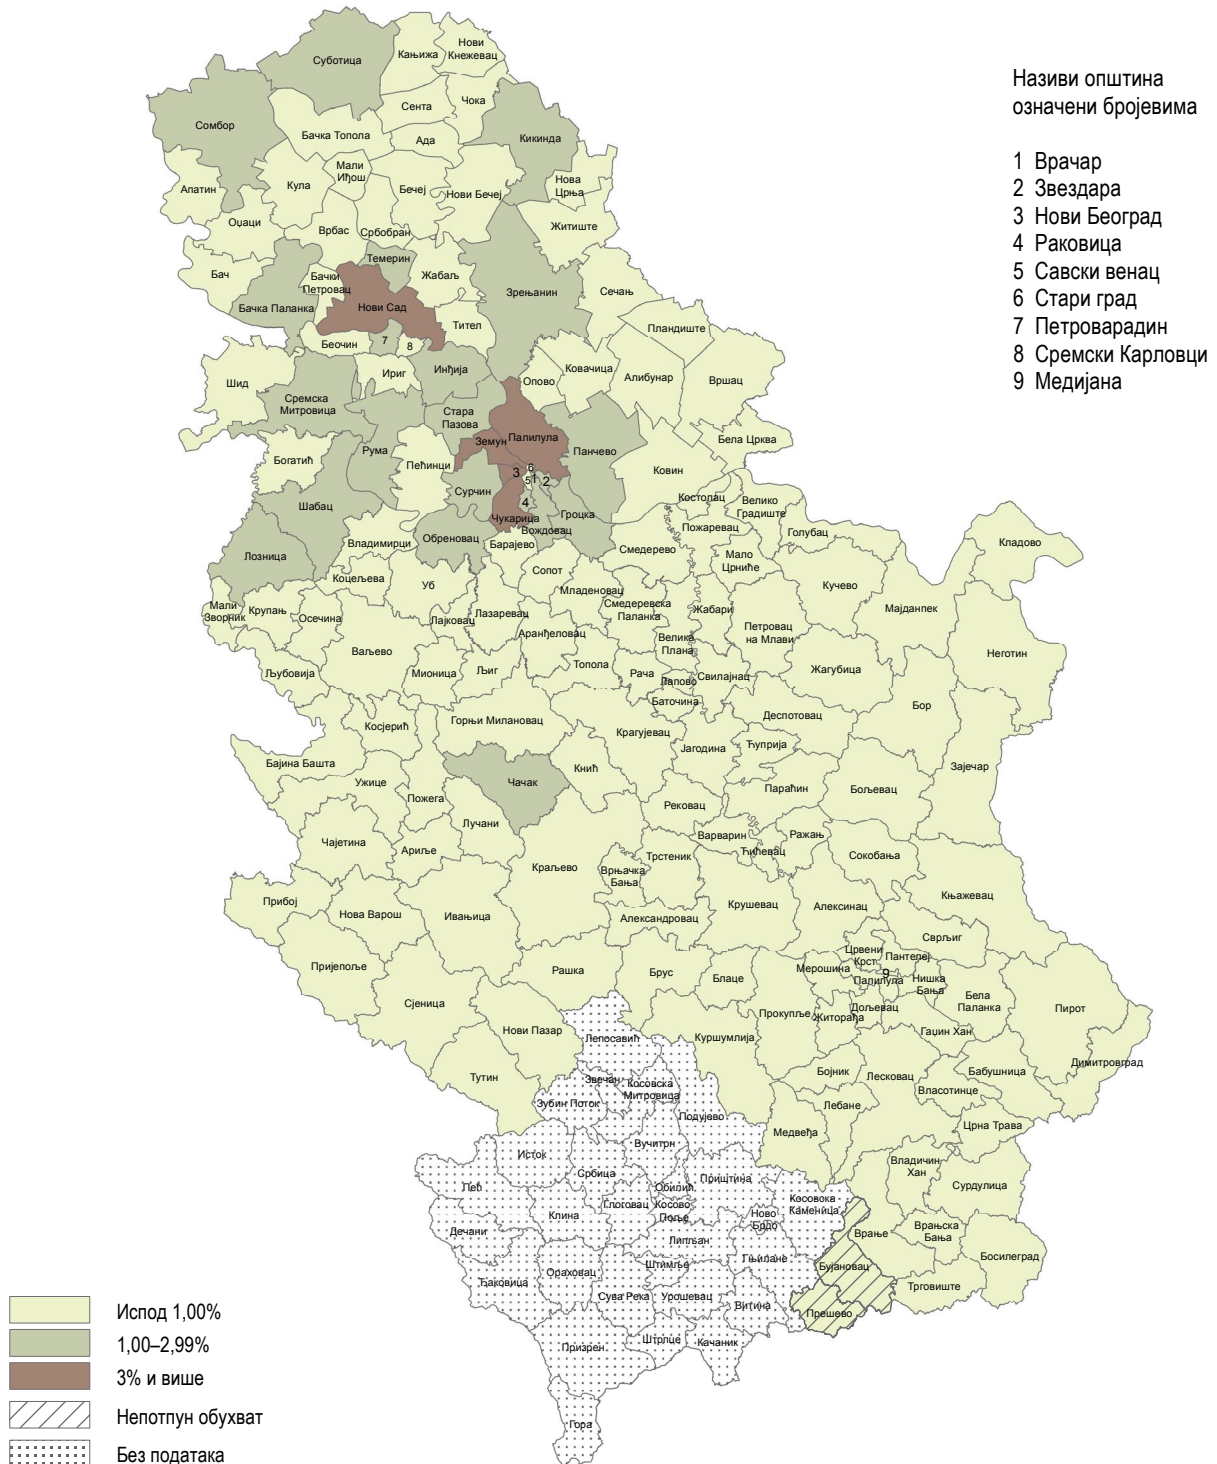 Називи општина
означени бројевима
1 Врачар
2 Звездара
3 Нови Београд
4 Раковица
5 Савски венац
6 Стари град
7 Петроварадин
8 Сремски Карловци
9 Медијана
Суботица
Кањижа
Нови
Кнежевац
Сомбор
Сента
Чока
Бачка Топола
Ада
Кикинда
Мали
Иђош
Апатин
Кула
Бечеј
Нови Бечеј
Нова
Црња
Оџаци
Врбас
Србобран
Житиште
Бач
Темерин
Бачки
Петровац
Жабаљ
Зрењанин
Сечањ
Бачка Паланка
Нови Сад
Тител
Пландиште
Беочин
7
8
Шид
Ириг
Инђија
Опово
Ковачица
Алибунар
Вршац
Сремска
Митровица
Стара
Пазова
Палилула
Земун
Бела Црква
Богатић
Рума
Пећинци
Панчево
Ковин
3
6
5
1
2
4
Сурчин
Шабац
Чукарица
Гроцка
Вождовац
Костолац
Велико
Градиште
Пожаревац
Голубац
Кладово
Владимирци
Обреновац
Барајево
Смедерево
Лозница
Коцељева
Уб
Сопот
Мало
Црниће
Кучево
Младеновац
Мали
Зворник
Крупањ
Осечина
Лајковац
Лазаревац
Смедеревска
Паланка
Жабари
Петровац
на Млави
Мајданпек
Аранђеловац
Велика
Плана
Неготин
Ваљево
Љубовија
Мионица
Љиг
Топола
Рача
Лапово
Свилајнац
Жагубица
Баточина
Бор
Косјерић
Горњи Милановац
Деспотовац
Крагујевац
Јагодина
Ћуприја
Бајина Башта
Зајечар
Ужице
Чачак
Кнић
Пожега
Параћин
Бољевац
Рековац
Лучани
Чајетина
Ариље
Варварин
Ражањ
Ћићевац
Сокобања
Краљево
Врњачка
Бања
Трстеник
Књажевац
Прибој
Нова Варош
Ивањица
Крушевац
Алексинац
Александровац
Сврљиг
Црвени
Крст
Пантелеј
Пријепоље
Рашка
Брус
Блаце
Мерошина
9
Палилула
Нишка
Бања
Сјеница
Бела
Паланка
Пирот
Нови Пазар
Прокупље
Житорађа
Дољевац
Лепосавић
Куршумлија
Гаџин Хан
Димитровград
Тутин
Звечан
Косовска
Митровица
Бојник
Лесковац
Бабушница
Власотинце
Зубин Поток
Подујево
Лебане
Медвеђа
Црна Трава
Вучитрн
Исток
Србица
Владичин
Хан
Приштина
Сурдулица
Пећ
Обилић
Косовска
Каменица
Глоговац
Косово
Поље
Клина
Ново
Брдо
Врањска
Бања
Дечани
Врање
Липљан
Гњилане
Босилеград
Штимље
Бујановац
Ђаковица
Ораховац
Трговиште
Сува Река
Урошевац
Витина
Прешево
Штрпце
Качаник
Призрен
Гора
Испод 1,00%
1,00–2,99%
3% и више
Непотпун обухват
Без података